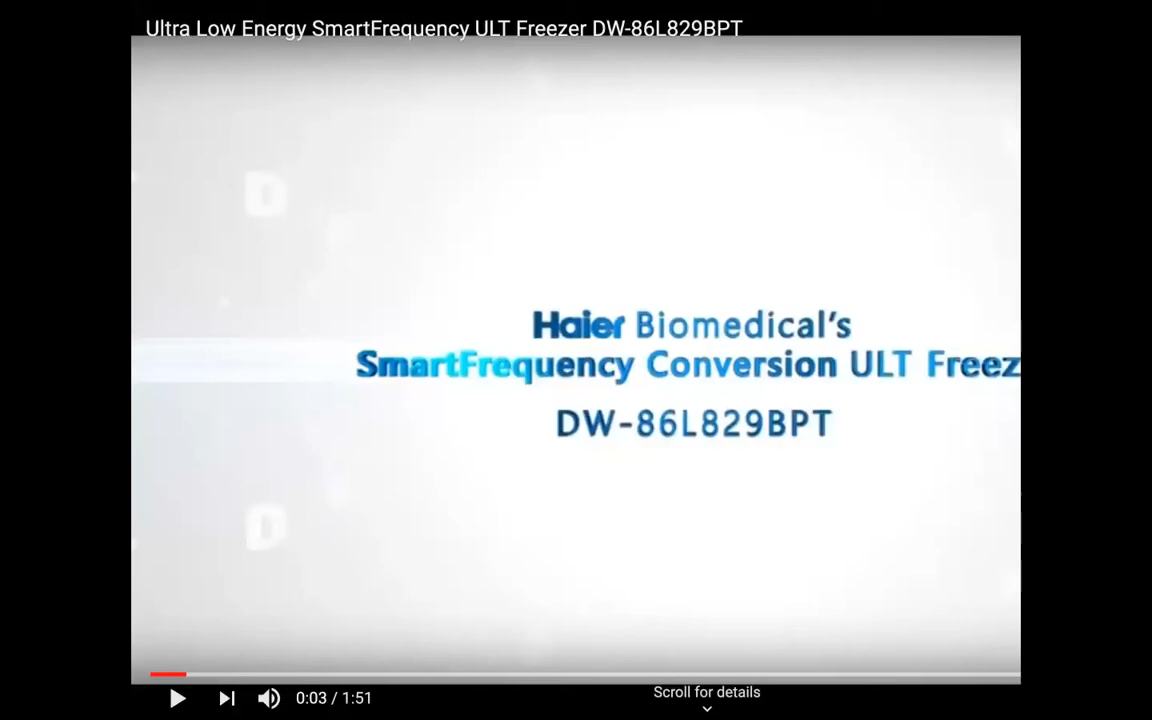 Ultra Low Energy SmartFrequency ULT Freezer DW-86L829BPT
D
Haier Biomedical's
SmartFrequency Conversion ULT Freez
DW-86L829BPT
D
0:03 / 1:51
Scroll for details